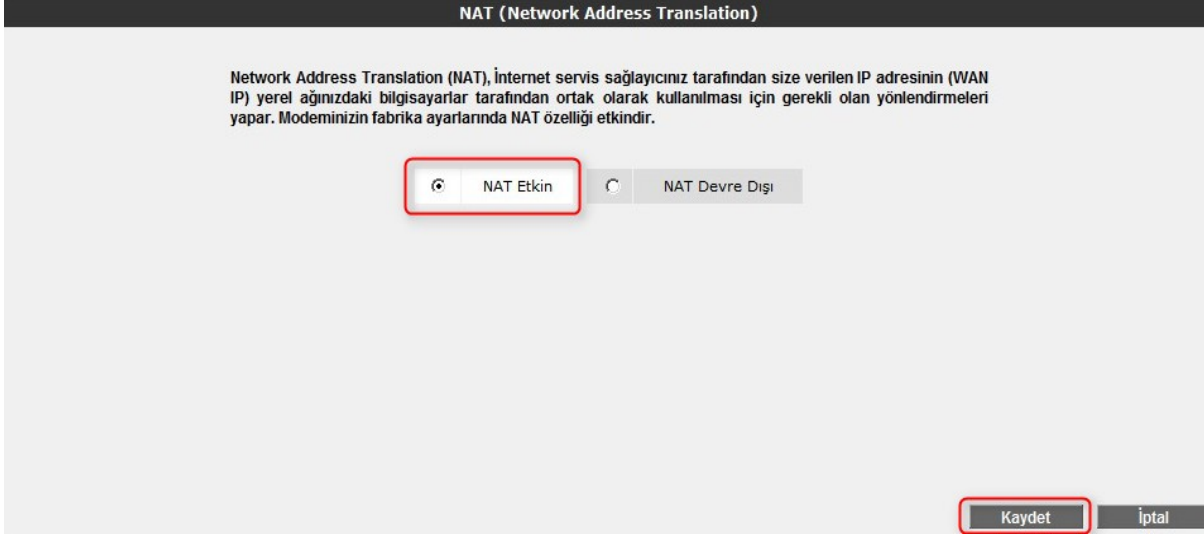 NAT (Network Address Translation)
Network Address Translation (NAT), İnternet servis sağlayıcınız tarafından size verilen IP adresinin (WAN
IP) yerel ağınızdaki bilgisayarlar tarafından ortak olarak kullanılması için gerekli olan yönlendirmeleri
yapar. Modeminizin fabrika ayarlarında NAT özelliği etkindir.
NAT Etkin NAT Devre Dışı
Kaydet İptal